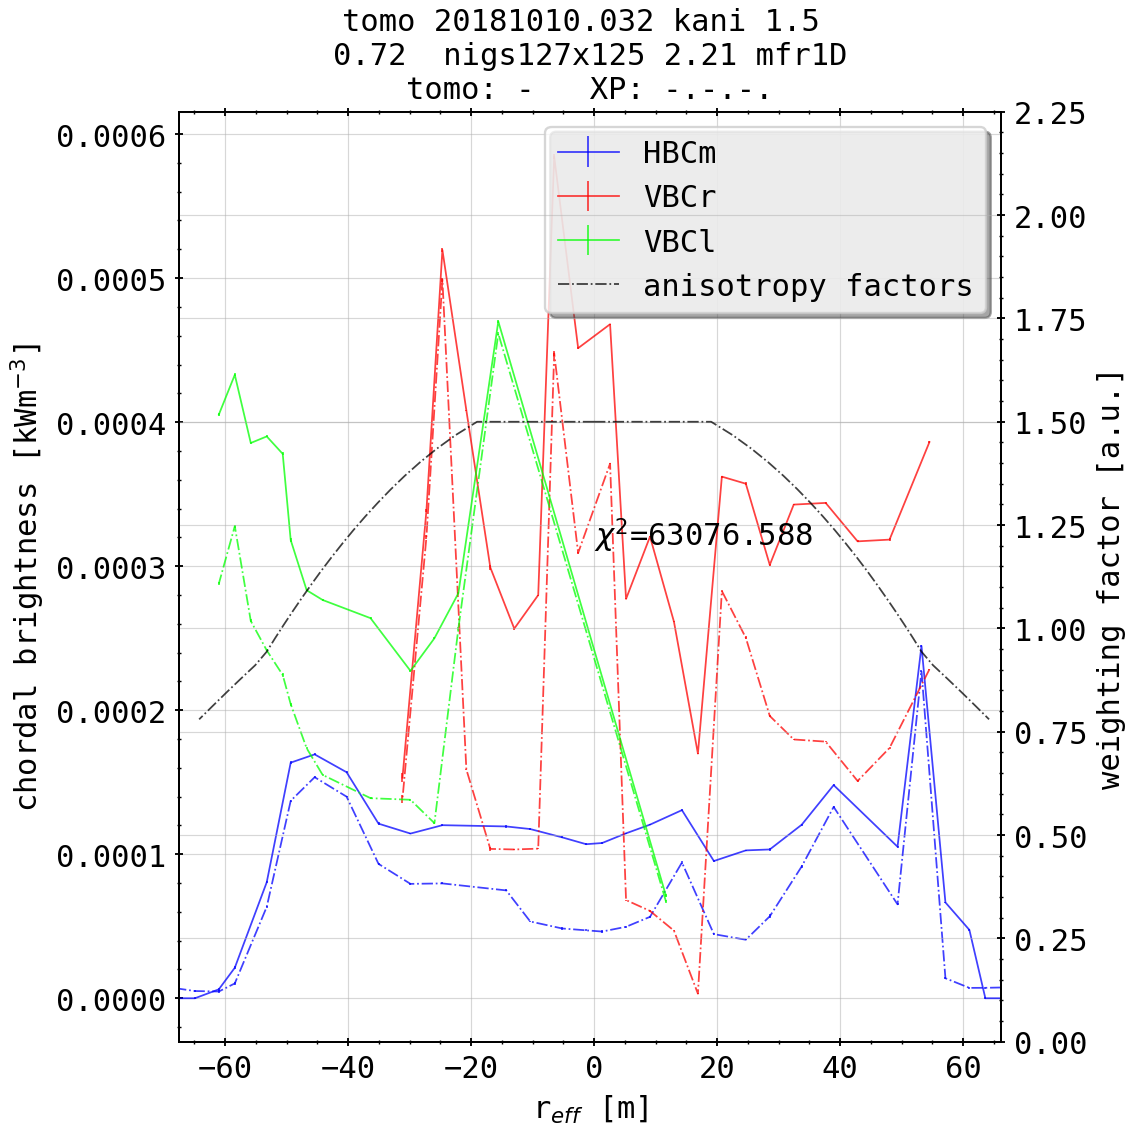 tomo 20181010.032 kani 1.5
0.72  nigs127x125 2.21 mfr1D
tomo: -   XP: -.-.-.
HBCm
VBCr
VBCl
anisotropy factors
χ²=63076.588
chordal brightness [kWm⁻³]
0.0006
0.0005
0.0004
0.0003
0.0002
0.0001
0.0000
weighting factor [a.u.]
2.25
2.00
1.75
1.50
1.25
1.00
0.75
0.50
0.25
0.00
−60 −40 −20 0 20 40 60
r_eff [m]